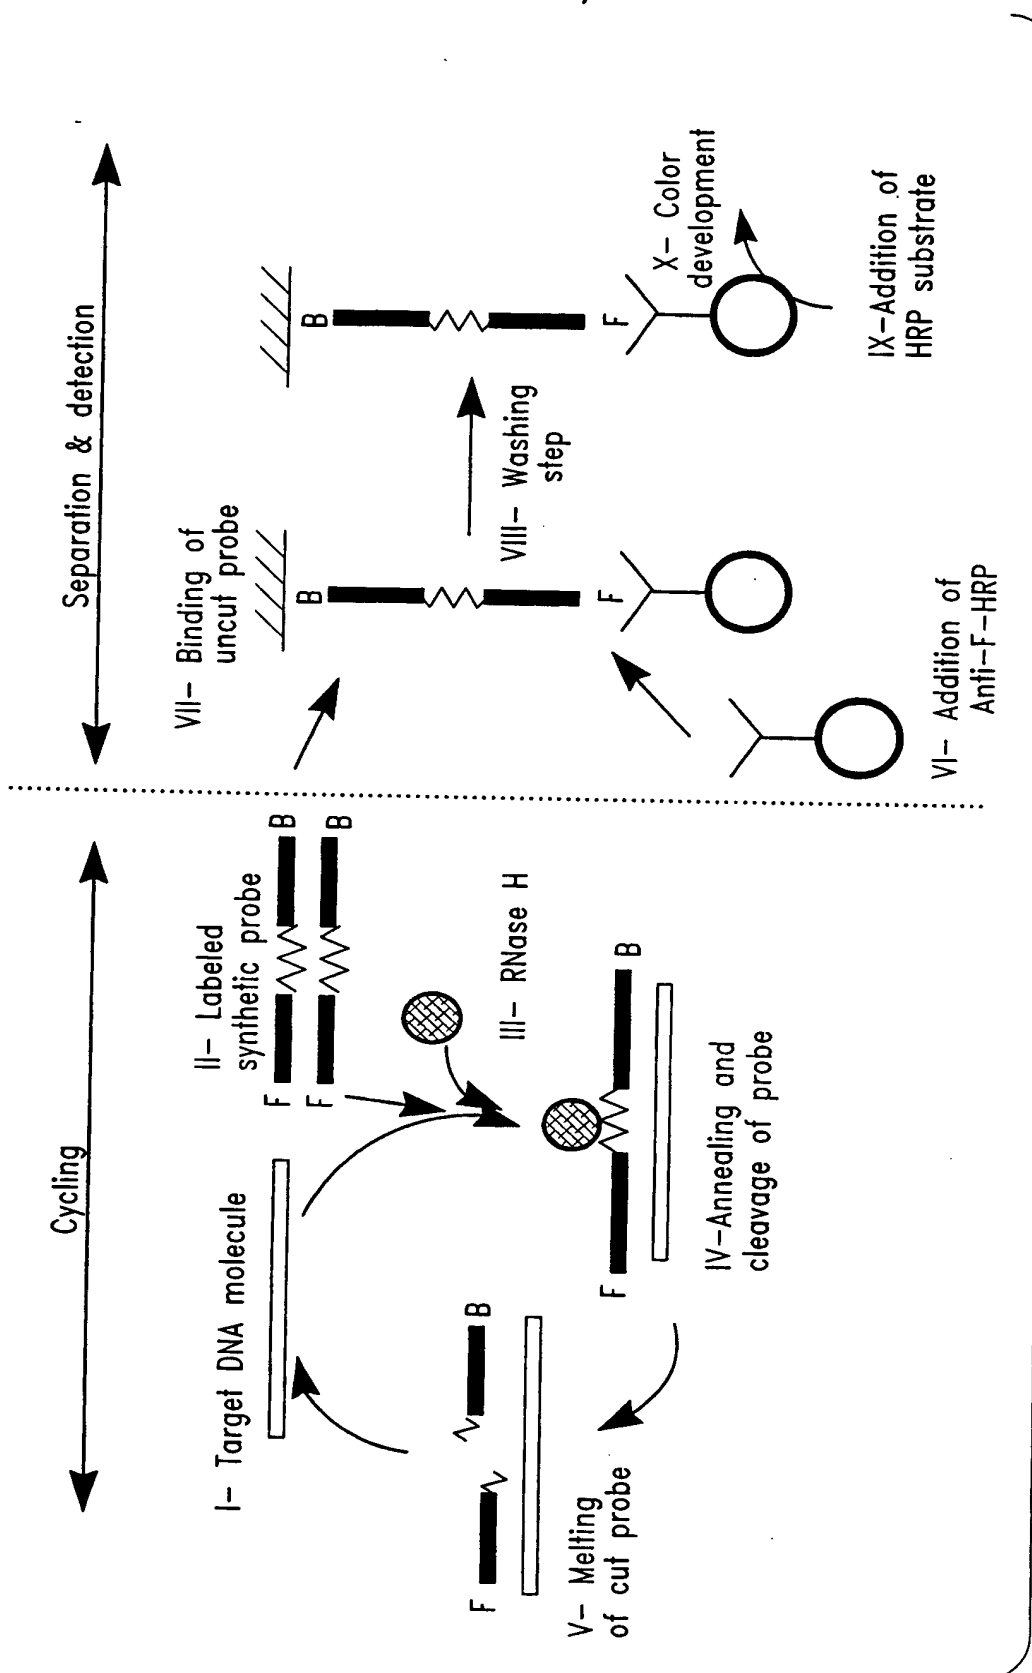 Cycling
Separation & detection
I- Target DNA molecule
II- Labeled
synthetic probe
F
B
F
B
III- RNase H
F
B
IV-Annealing and
cleavage of probe
F
B
V- Melting
of cut probe
VI- Addition of
Anti-F-HRP
VII- Binding of
uncut probe
B
F
VIII- Washing
step
B
F
X- Color
development
IX-Addition of
HRP substrate